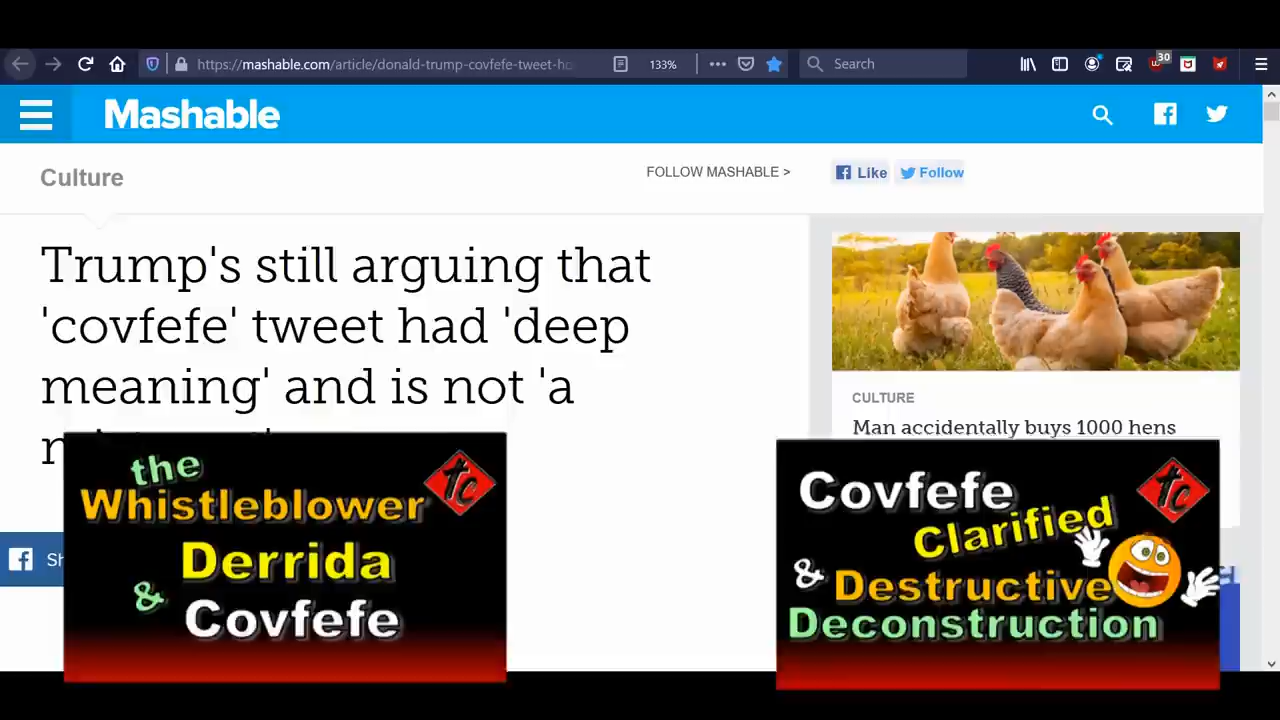 https://mashable.com/article/donald-trump-covfefe-tweet-ho
133%
Search
30
Mashable
Culture
FOLLOW MASHABLE >
Like
Follow
Trump's still arguing that
'covfefe' tweet had 'deep
meaning' and is not 'a
CULTURE
Man accidentally buys 1000 hens
the
Whistleblower
tc
Derrida
&
Covfefe
Covfefe
tc
Clarified
&
Destructive
Deconstruction